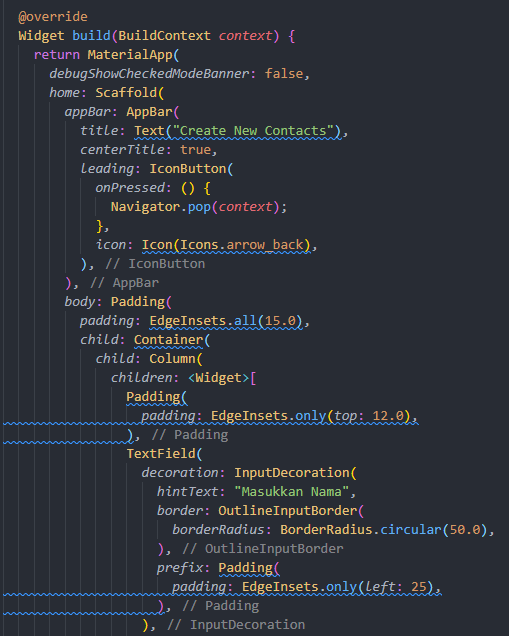 @override
Widget build(BuildContext context) {
return MaterialApp(
debugShowCheckedModeBanner: false,
home: Scaffold(
appBar: AppBar(
title: Text("Create New Contacts"),
centerTitle: true,
leading: IconButton(
onPressed: () {
Navigator.pop(context);
},
icon: Icon(Icons.arrow_back),
), // IconButton
), // AppBar
body: Padding(
padding: EdgeInsets.all(15.0),
child: Container(
child: Column(
children: <Widget>[
Padding(
padding: EdgeInsets.only(top: 12.0),
), // Padding
TextField(
decoration: InputDecoration(
hintText: "Masukkan Nama",
border: OutlineInputBorder(
borderRadius: BorderRadius.circular(50.0),
), // OutlineInputBorder
prefix: Padding(
padding: EdgeInsets.only(left: 25),
), // Padding
), // InputDecoration